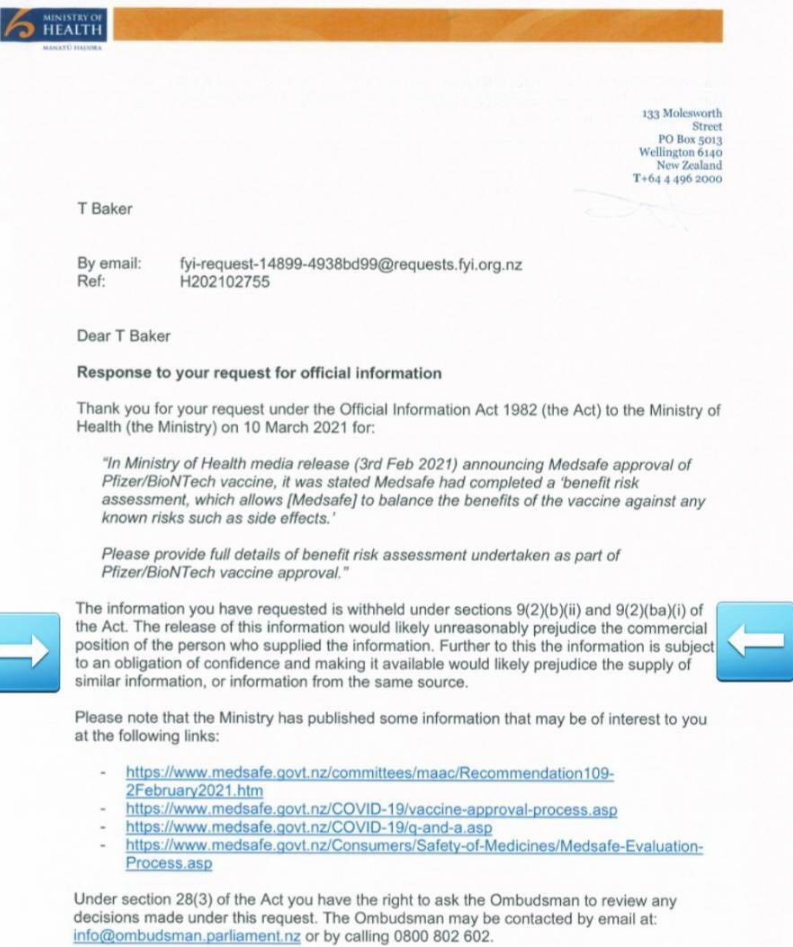 MINISTRY OF
HEALTH
MANATŪ HAUORA
133 Molesworth
Street
PO Box 5013
Wellington 6140
New Zealand
T+64 4 496 2000
T Baker
By email: fyi-request-14899-4938bd99@requests.fyi.org.nz
Ref: H202102755
Dear T Baker
Response to your request for official information
Thank you for your request under the Official Information Act 1982 (the Act) to the Ministry of
Health (the Ministry) on 10 March 2021 for:
"In Ministry of Health media release (3rd Feb 2021) announcing Medsafe approval of
Pfizer/BioNTech vaccine, it was stated Medsafe had completed a 'benefit risk
assessment, which allows [Medsafe] to balance the benefits of the vaccine against any
known risks such as side effects.'
Please provide full details of benefit risk assessment undertaken as part of
Pfizer/BioNTech vaccine approval."
The information you have requested is withheld under sections 9(2)(b)(ii) and 9(2)(ba)(i) of
the Act. The release of this information would likely unreasonably prejudice the commercial
position of the person who supplied the information. Further to this the information is subject
to an obligation of confidence and making it available would likely prejudice the supply of
similar information, or information from the same source.
Please note that the Ministry has published some information that may be of interest to you
at the following links:
- https://www.medsafe.govt.nz/committees/maac/Recommendation109-
2February2021.htm
- https://www.medsafe.govt.nz/COVID-19/vaccine-approval-process.asp
- https://www.medsafe.govt.nz/COVID-19/q-and-a.asp
- https://www.medsafe.govt.nz/Consumers/Safety-of-Medicines/Medsafe-Evaluation-
Process.asp
Under section 28(3) of the Act you have the right to ask the Ombudsman to review any
decisions made under this request. The Ombudsman may be contacted by email at:
info@ombudsman.parliament.nz or by calling 0800 802 602.